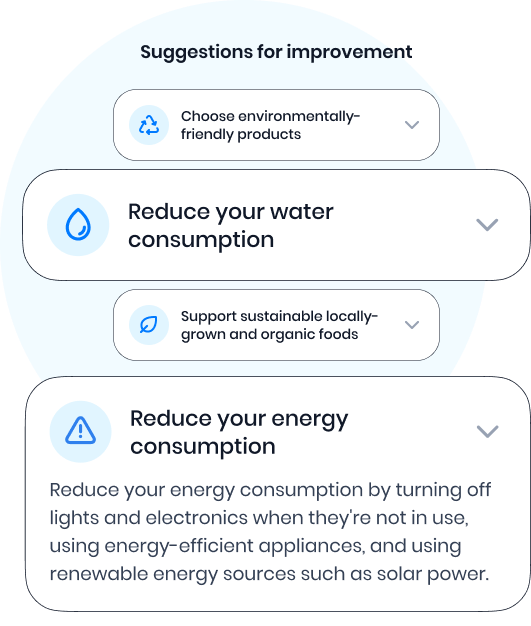 Suggestions for improvement
Choose environmentally-
friendly products
Reduce your water
consumption
Support sustainable locally-
grown and organic foods
Reduce your energy
consumption
Reduce your energy consumption by turning off
lights and electronics when they're not in use,
using energy-efficient appliances, and using
renewable energy sources such as solar power.